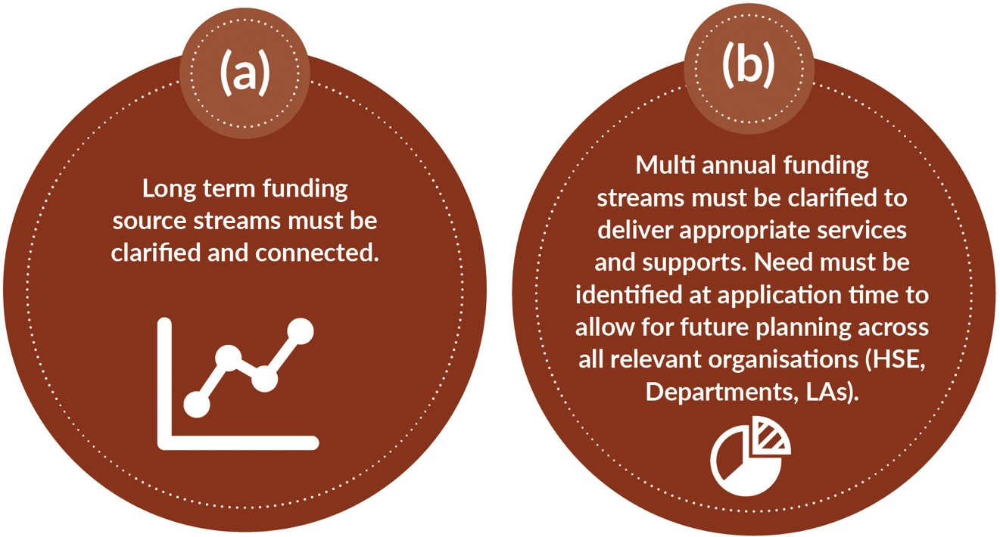 (a)
Long term funding
source streams must be
clarified and connected.
(b)
Multi annual funding
streams must be clarified to
deliver appropriate services
and supports. Need must be
identified at application time to
allow for future planning across
all relevant organisations (HSE,
Departments, LAs).